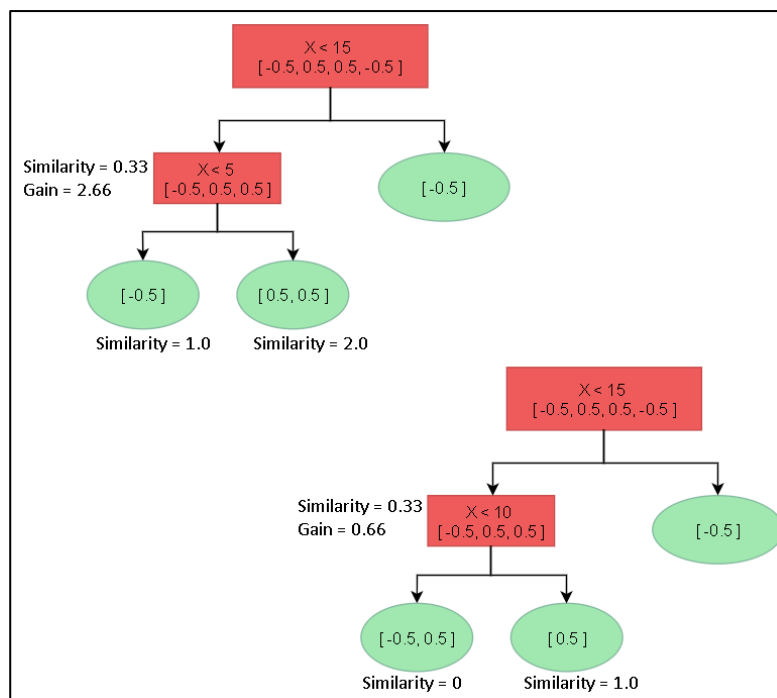 X < 15
[ -0.5, 0.5, 0.5, -0.5 ]
Similarity = 0.33
Gain = 2.66
X < 5
[ -0.5, 0.5, 0.5 ]
[ -0.5 ]
[ -0.5 ]
[ 0.5, 0.5 ]
Similarity = 1.0
Similarity = 2.0
X < 15
[ -0.5, 0.5, 0.5, -0.5 ]
Similarity = 0.33
Gain = 0.66
X < 10
[ -0.5, 0.5, 0.5 ]
[ -0.5 ]
[ -0.5, 0.5 ]
[ 0.5 ]
Similarity = 0
Similarity = 1.0